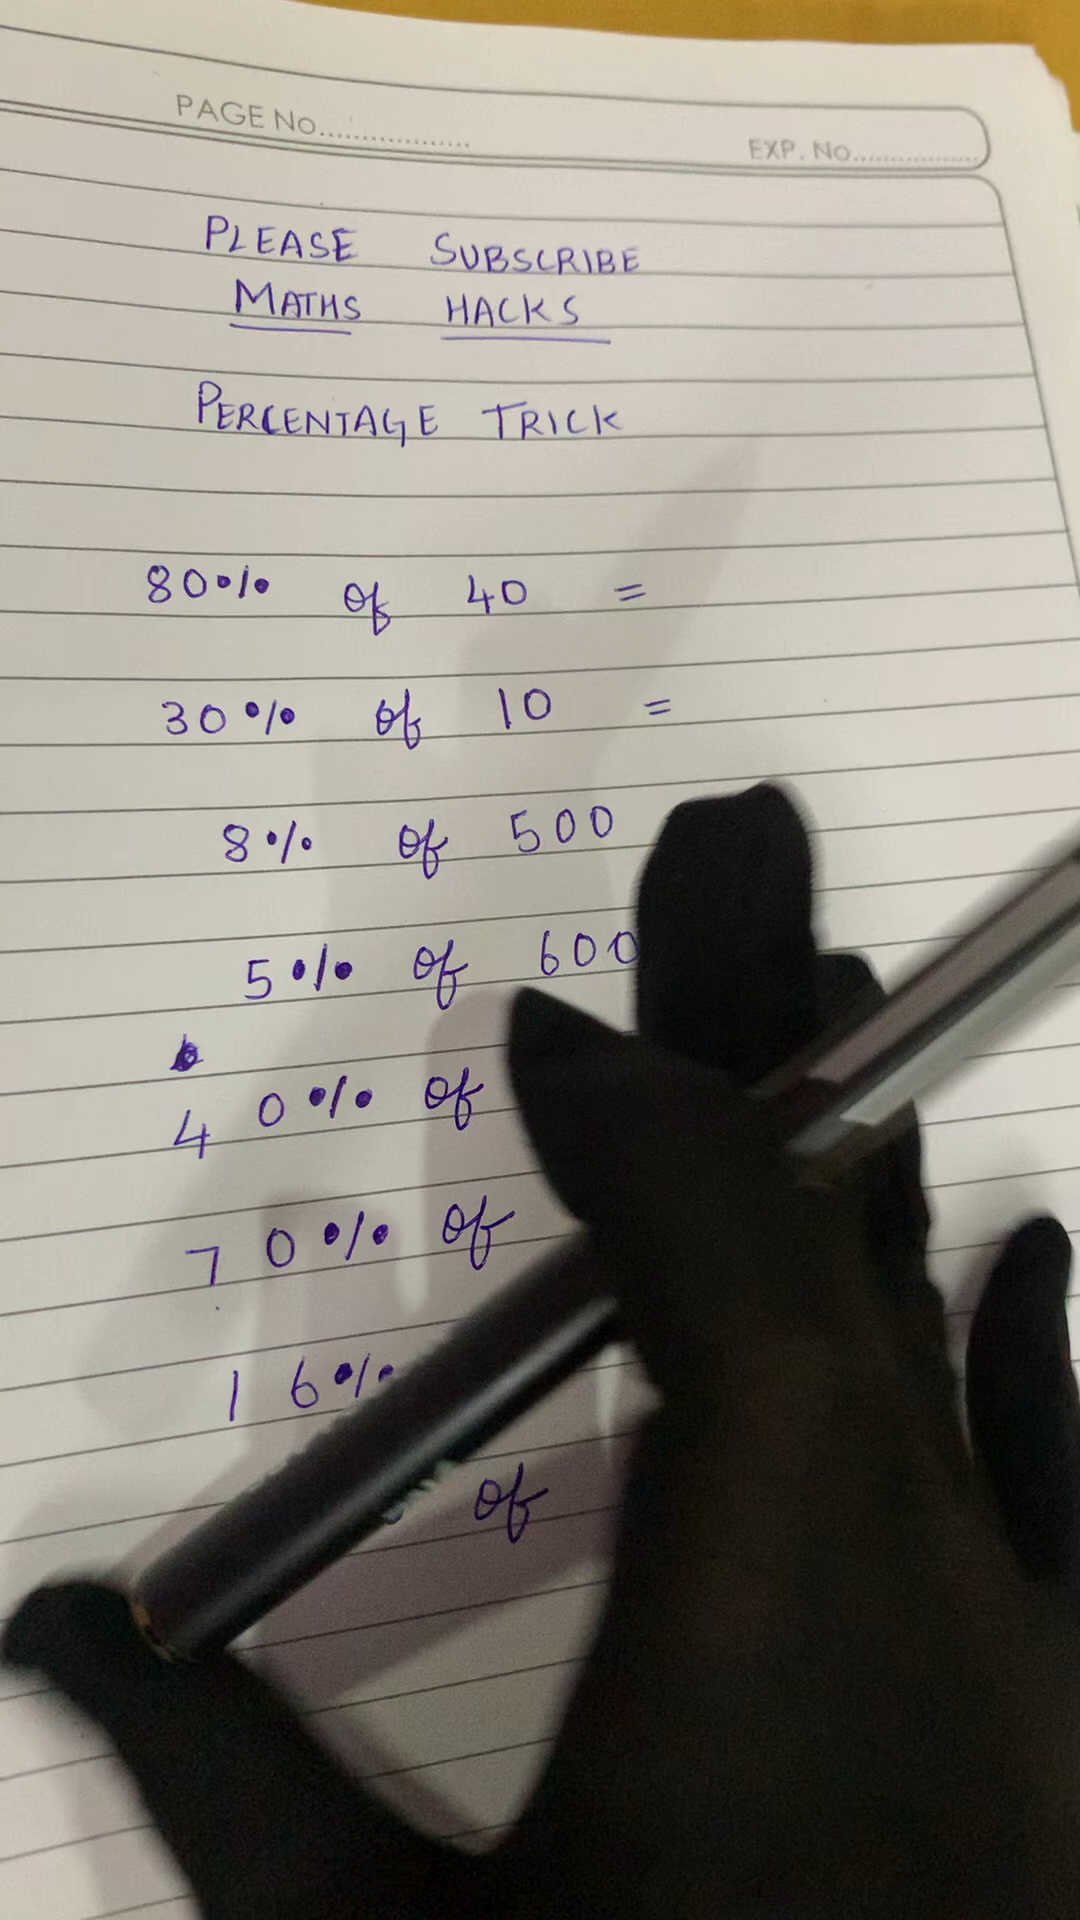 PAGE No..................
EXP. No..................
PLEASE SUBSCRIBE
MATHS HACKS
PERCENTAGE TRICK
80% of 40 =
30% of 10 =
8% of 500
5% of 600
40% of
70% of
16%
of